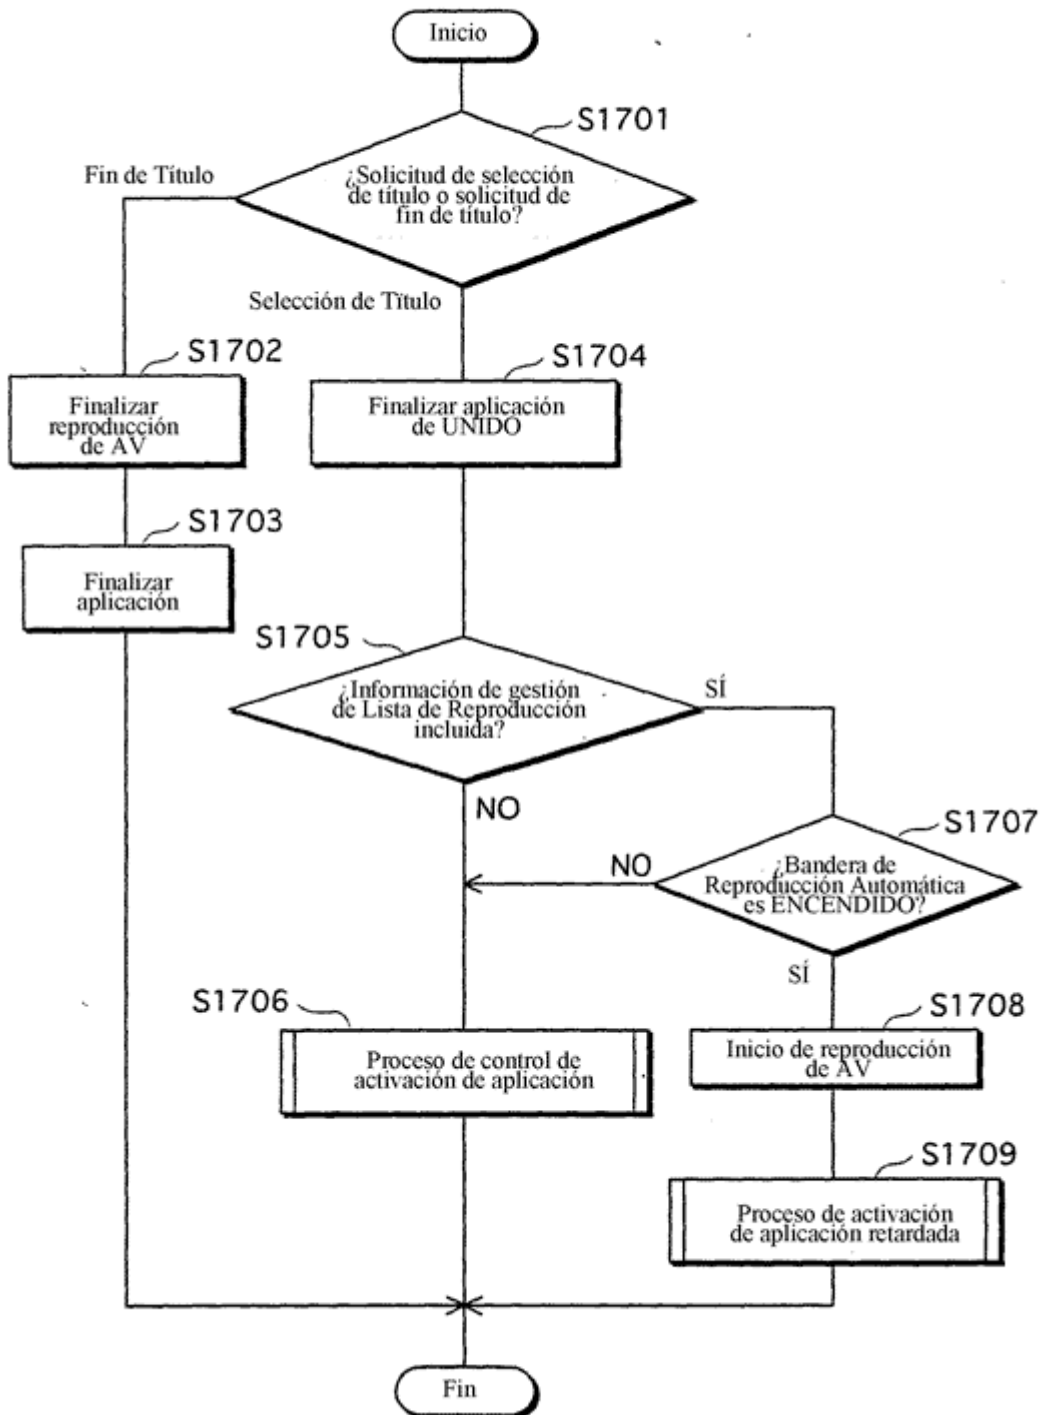 Inicio
S1701
¿Solicitud de selección
de título o solicitud de
fin de título?
Fin de Título
Selección de Título
S1702
Finalizar
reproducción
de AV
S1704
Finalizar aplicación
de UNIDO
S1703
Finalizar
aplicación
S1705
¿Información de gestión
de Lista de Reproducción
incluida?
SÍ
NO
S1707
¿Bandera de
Reproducción Automática
es ENCENDIDO?
NO
SÍ
S1706
Proceso de control de
activación de aplicación
S1708
Inicio de reproducción
de AV
S1709
Proceso de activación
de aplicación retardada
Fin